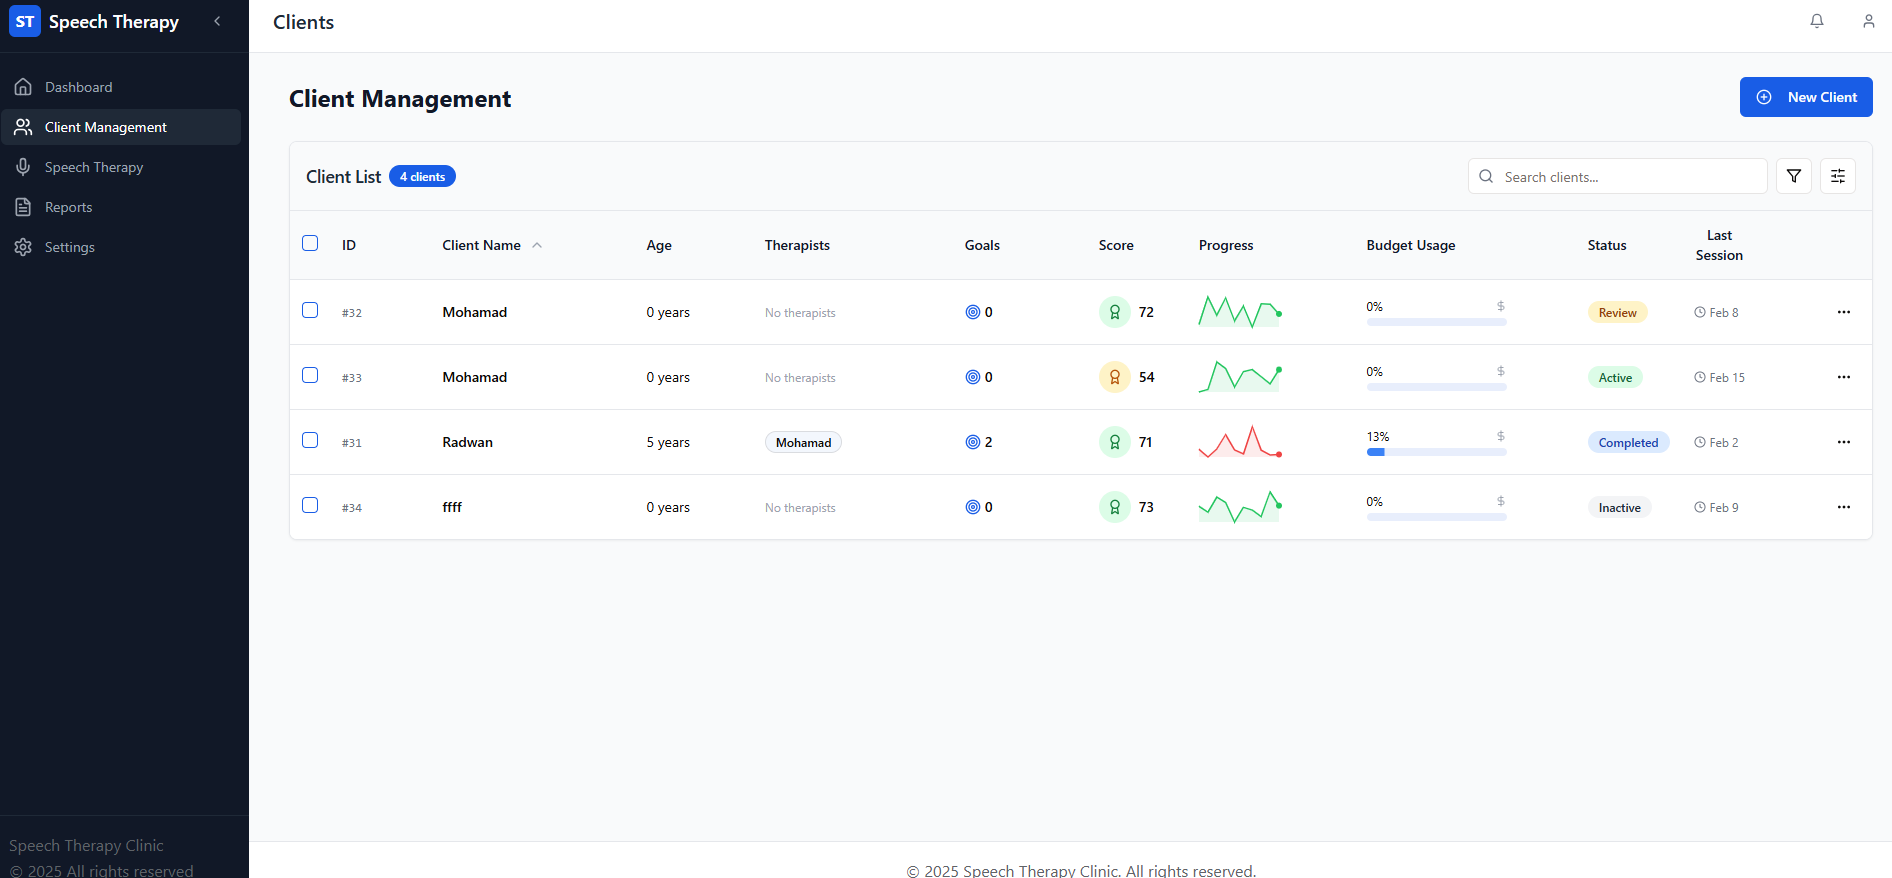 ST Speech Therapy
Clients
Dashboard
Client Management
Speech Therapy
Reports
Settings
Speech Therapy Clinic
© 2025 All rights reserved
Client Management
New Client
Client List 4 clients
Search clients...
ID Client Name Age Therapists Goals Score Progress Budget Usage Status Last Session
#32 Mohamad 0 years No therapists 0 72 0% $ Review Feb 8
#33 Mohamad 0 years No therapists 0 54 0% $ Active Feb 15
#31 Radwan 5 years Mohamad 2 71 13% $ Completed Feb 2
#34 ffff 0 years No therapists 0 73 0% $ Inactive Feb 9
© 2025 Speech Therapy Clinic. All rights reserved.